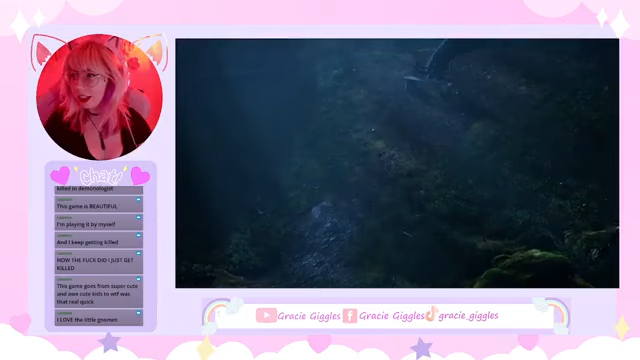 chat!
killed in demonologist
This game is BEAUTIFUL
I'm playing it by myself
And I keep getting killed
HOW THE FUCK DID I JUST GET
KILLED
This game goes from super cute
and awe cute kids to wtf was
that real quick
I LOVE the little gnomes
Gracie Giggles Gracie Giggles gracie_giggles